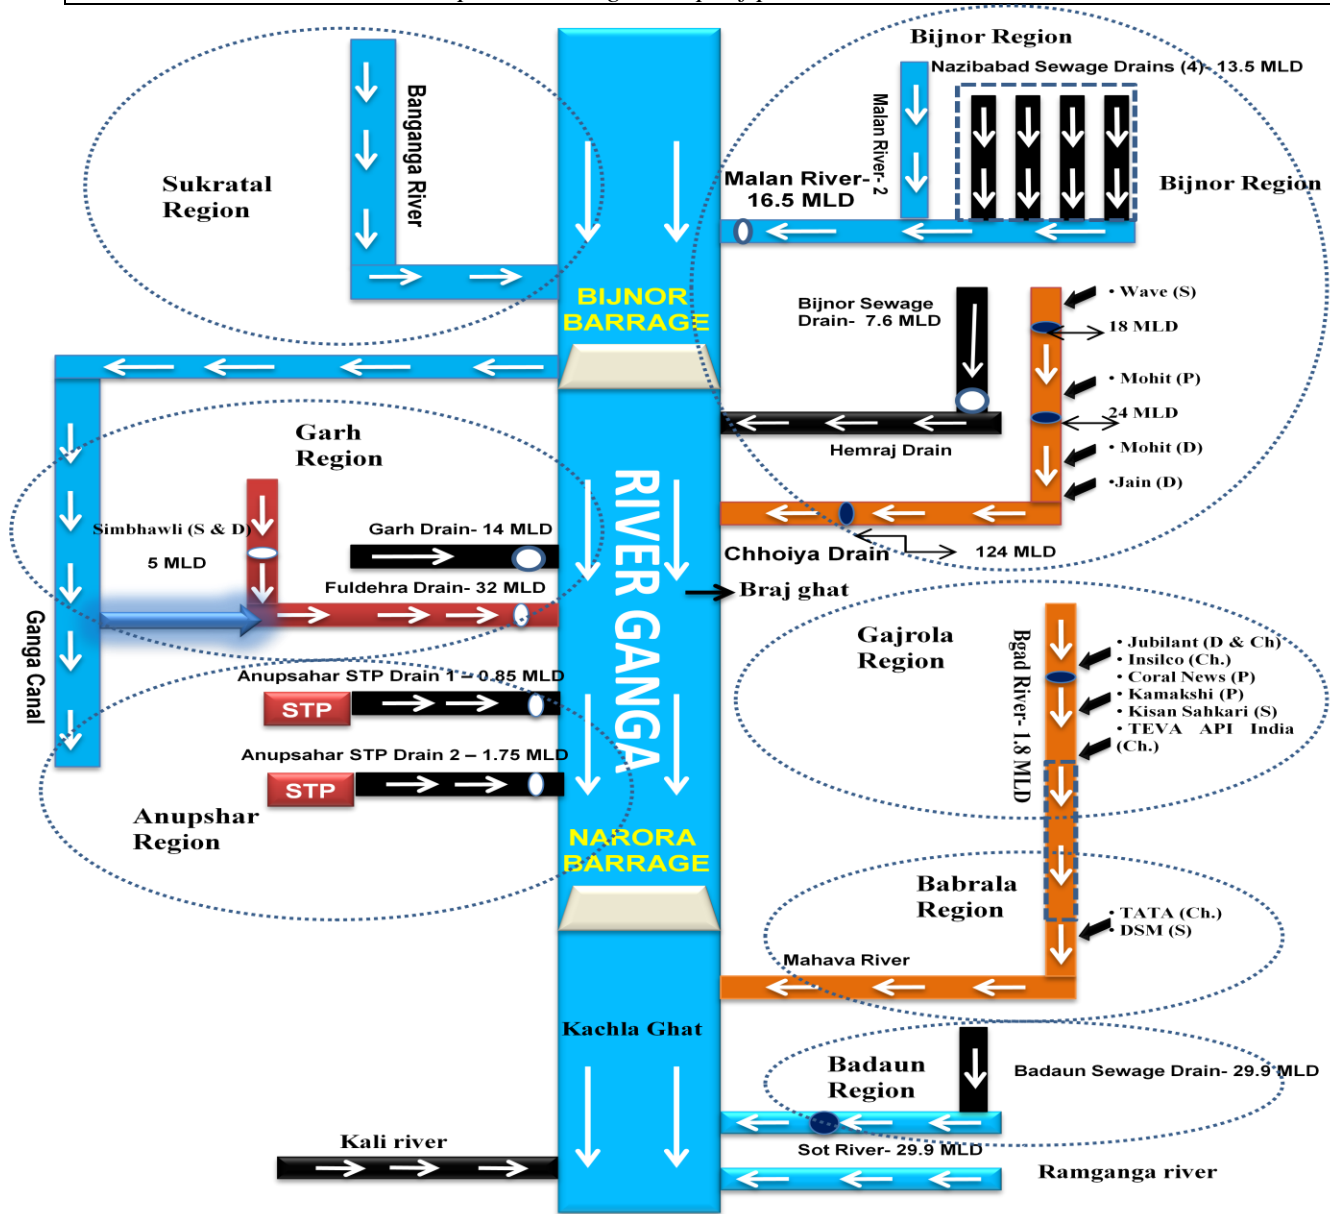 Bijnor Region
Nazibabad Sewage Drains (4)- 13.5 MLD
Banganga River
Malan River- 2
Sukratal
Region
Malan River-
16.5 MLD
Bijnor Region
BIJNOR
BARRAGE
Bijnor Sewage
Drain- 7.6 MLD
• Wave (S)
18 MLD
• Mohit (P)
24 MLD
Hemraj Drain
• Mohit (D)
•Jain (D)
Garh
Region
Simbhawli (S & D)
5 MLD
Garh Drain- 14 MLD
Chhoiya Drain
124 MLD
Fuldehra Drain- 32 MLD
RIVER GANGA
Braj ghat
Ganga Canal
Gajrola
Region
Bgad River- 1.8 MLD
• Jubilant (D & Ch)
• Insilco (Ch.)
• Coral News (P)
• Kamakshi (P)
• Kisan Sahkari (S)
• TEVA API India
(Ch.)
Anupsahar STP Drain 1 – 0.85 MLD
STP
Anupsahar STP Drain 2 – 1.75 MLD
STP
Anupshar
Region
NARORA
BARRAGE
Babrala
Region
• TATA (Ch.)
• DSM (S)
Mahava River
Kachla Ghat
Badaun
Region
Badaun Sewage Drain- 29.9 MLD
Kali river
Sot River- 29.9 MLD
Ramganga river